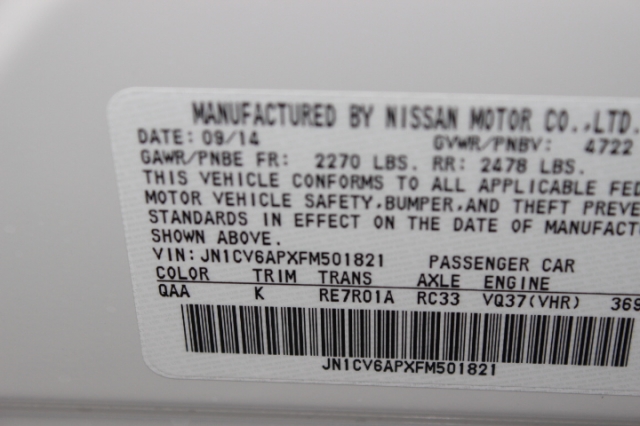 MANUFACTURED BY NISSAN MOTOR CO.,LTD.
DATE: 09/14 GVWR/PNBV: 4722
GAWR/PNBE FR: 2270 LBS. RR: 2478 LBS.
THIS VEHICLE CONFORMS TO ALL APPLICABLE FED
MOTOR VEHICLE SAFETY,BUMPER,AND THEFT PREVE
STANDARDS IN EFFECT ON THE DATE OF MANUFACT
SHOWN ABOVE.
VIN: JN1CV6APXFM501821 PASSENGER CAR
COLOR TRIM TRANS AXLE ENGINE
QAA K RE7R01A RC33 VQ37(VHR) 369
JN1CV6APXFM501821